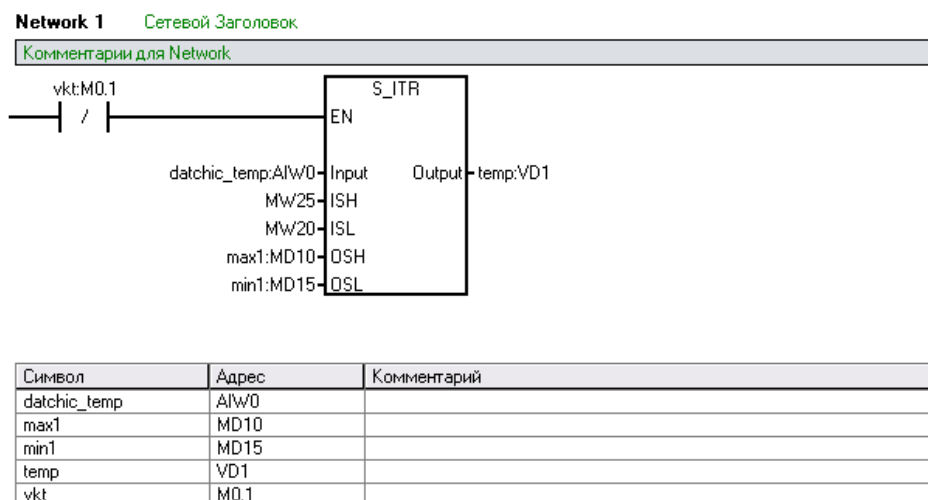 Network 1 Сетевой Заголовок
Комментарии для Network
vkt:M0.1
S_ITR
/ EN
datchic_temp:AIW0 Input Output temp:VD1
MW25 ISH
MW20 ISL
max1:MD10 OSH
min1:MD15 OSL
Символ Адрес Комментарий
datchic_temp AIW0
max1 MD10
min1 MD15
temp VD1
vkt M0.1